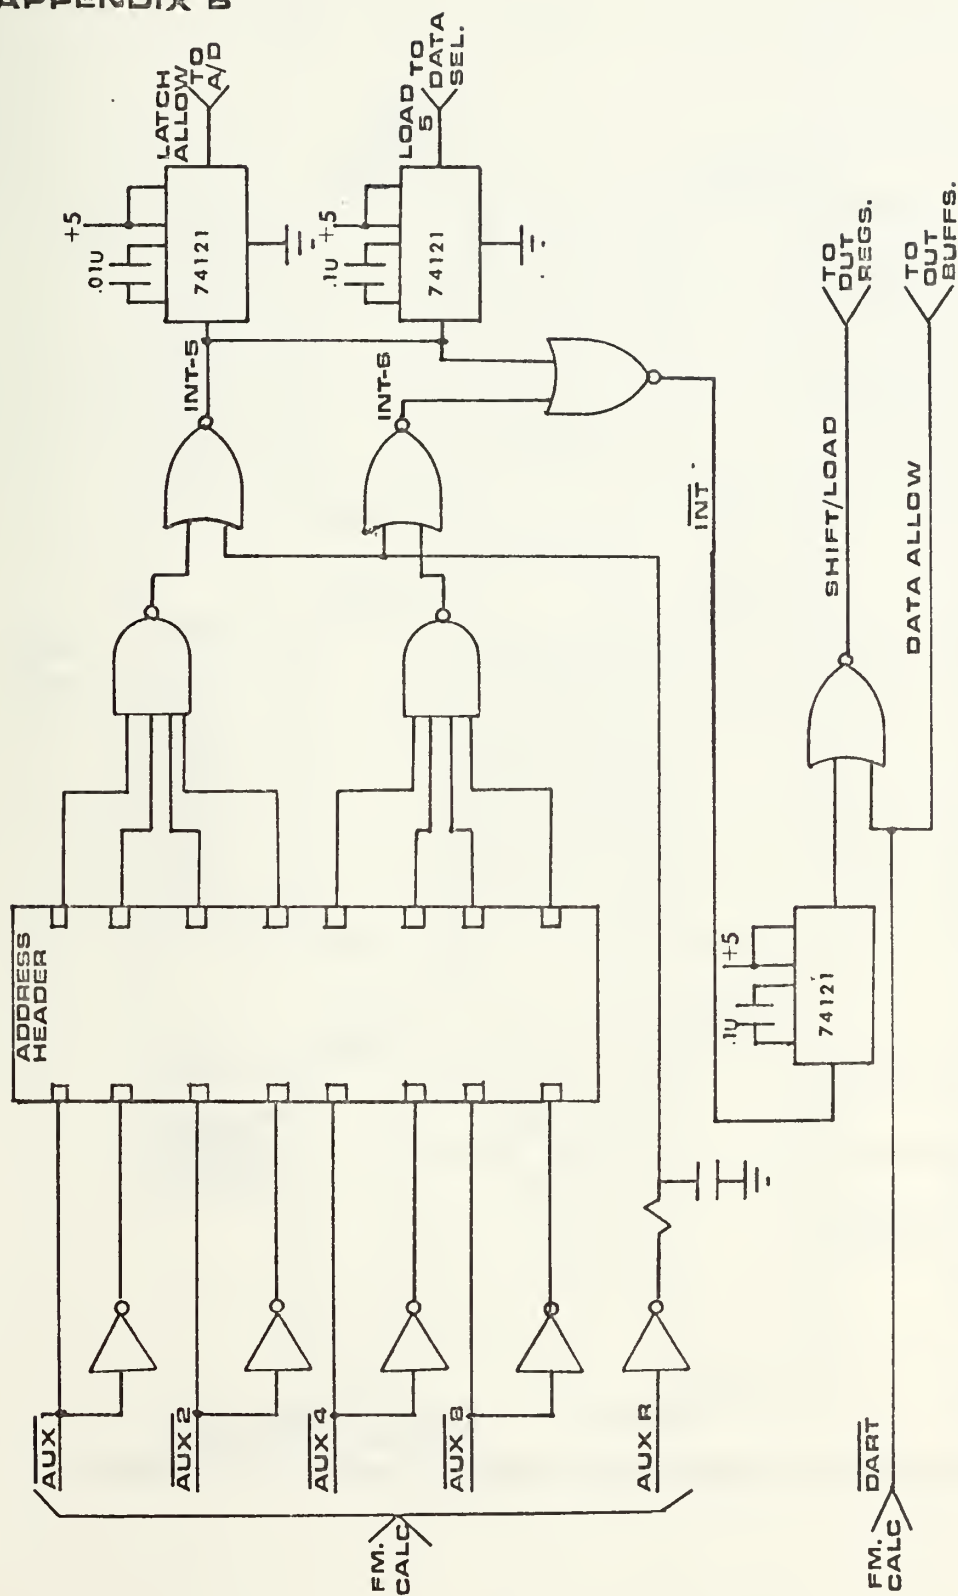 APPENDIX B
LATCH
ALLOW TO
A/D
+5
.01U
74121
LOAD TO
5 DATA
SEL.
+5
.1U
74121
INT-5
INT-6
INT
ADDRESS
HEADER
AUX 1
AUX 2
AUX 4
AUX 8
AUX R
FM.
CALC
+5
.1U
74121
SHIFT/LOAD
TO
OUT
REGS.
DATA ALLOW
TO
OUT
BUFFS.
DART
FM.
CALC